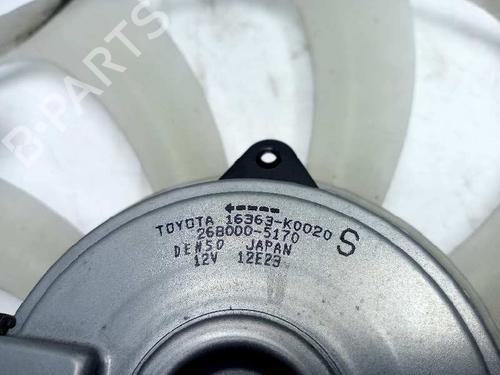 B-PARTS
TOYOTA 16363-K0020
268000-5170 S
DENSO JAPAN
12V 12E23